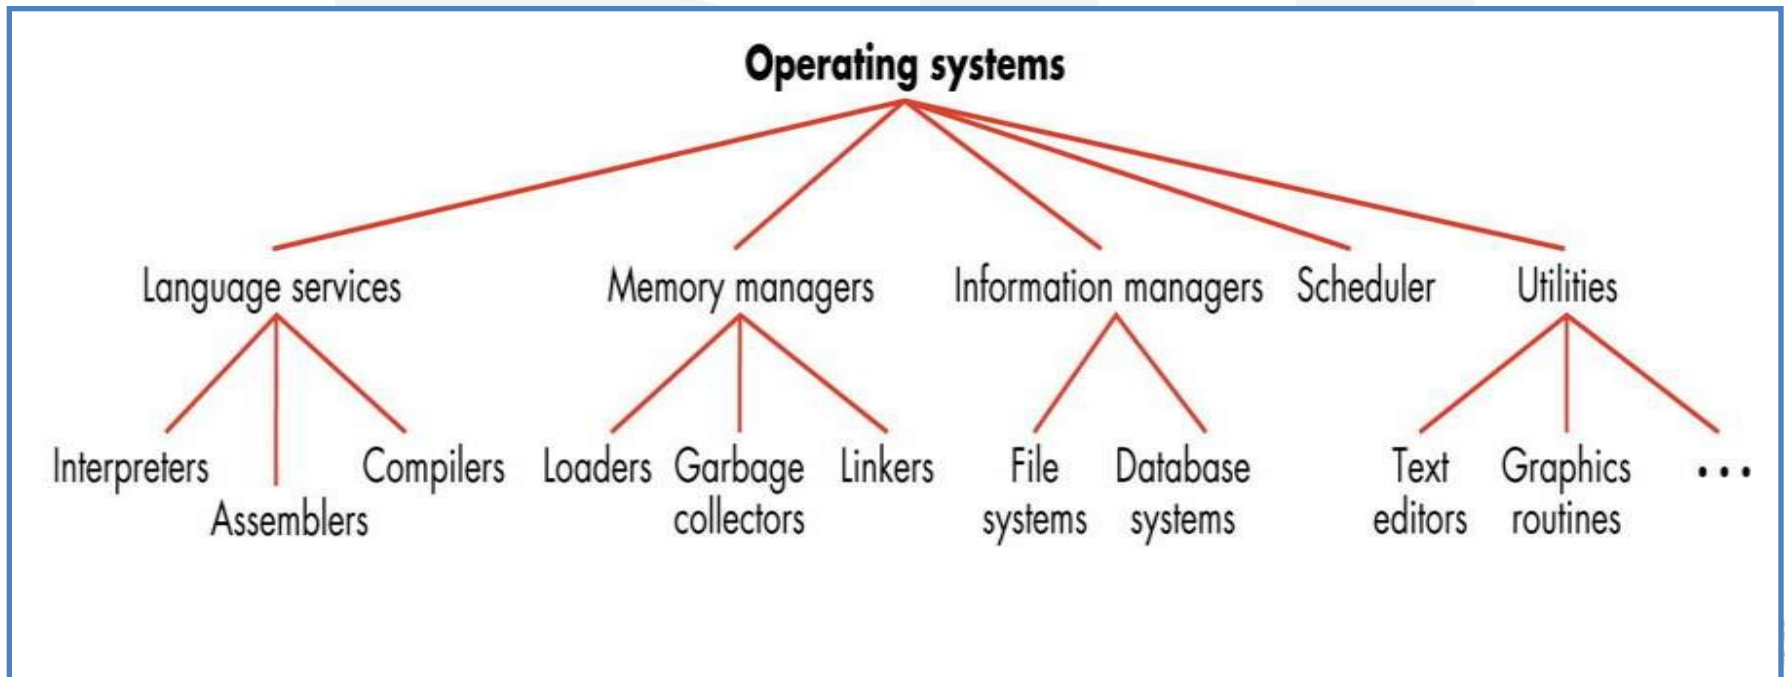 Operating systems
Language services
Memory managers
Information managers
Scheduler
Utilities
Interpreters
Assemblers
Compilers
Loaders
Garbage
collectors
Linkers
File
systems
Database
systems
Text
editors
Graphics
routines
...